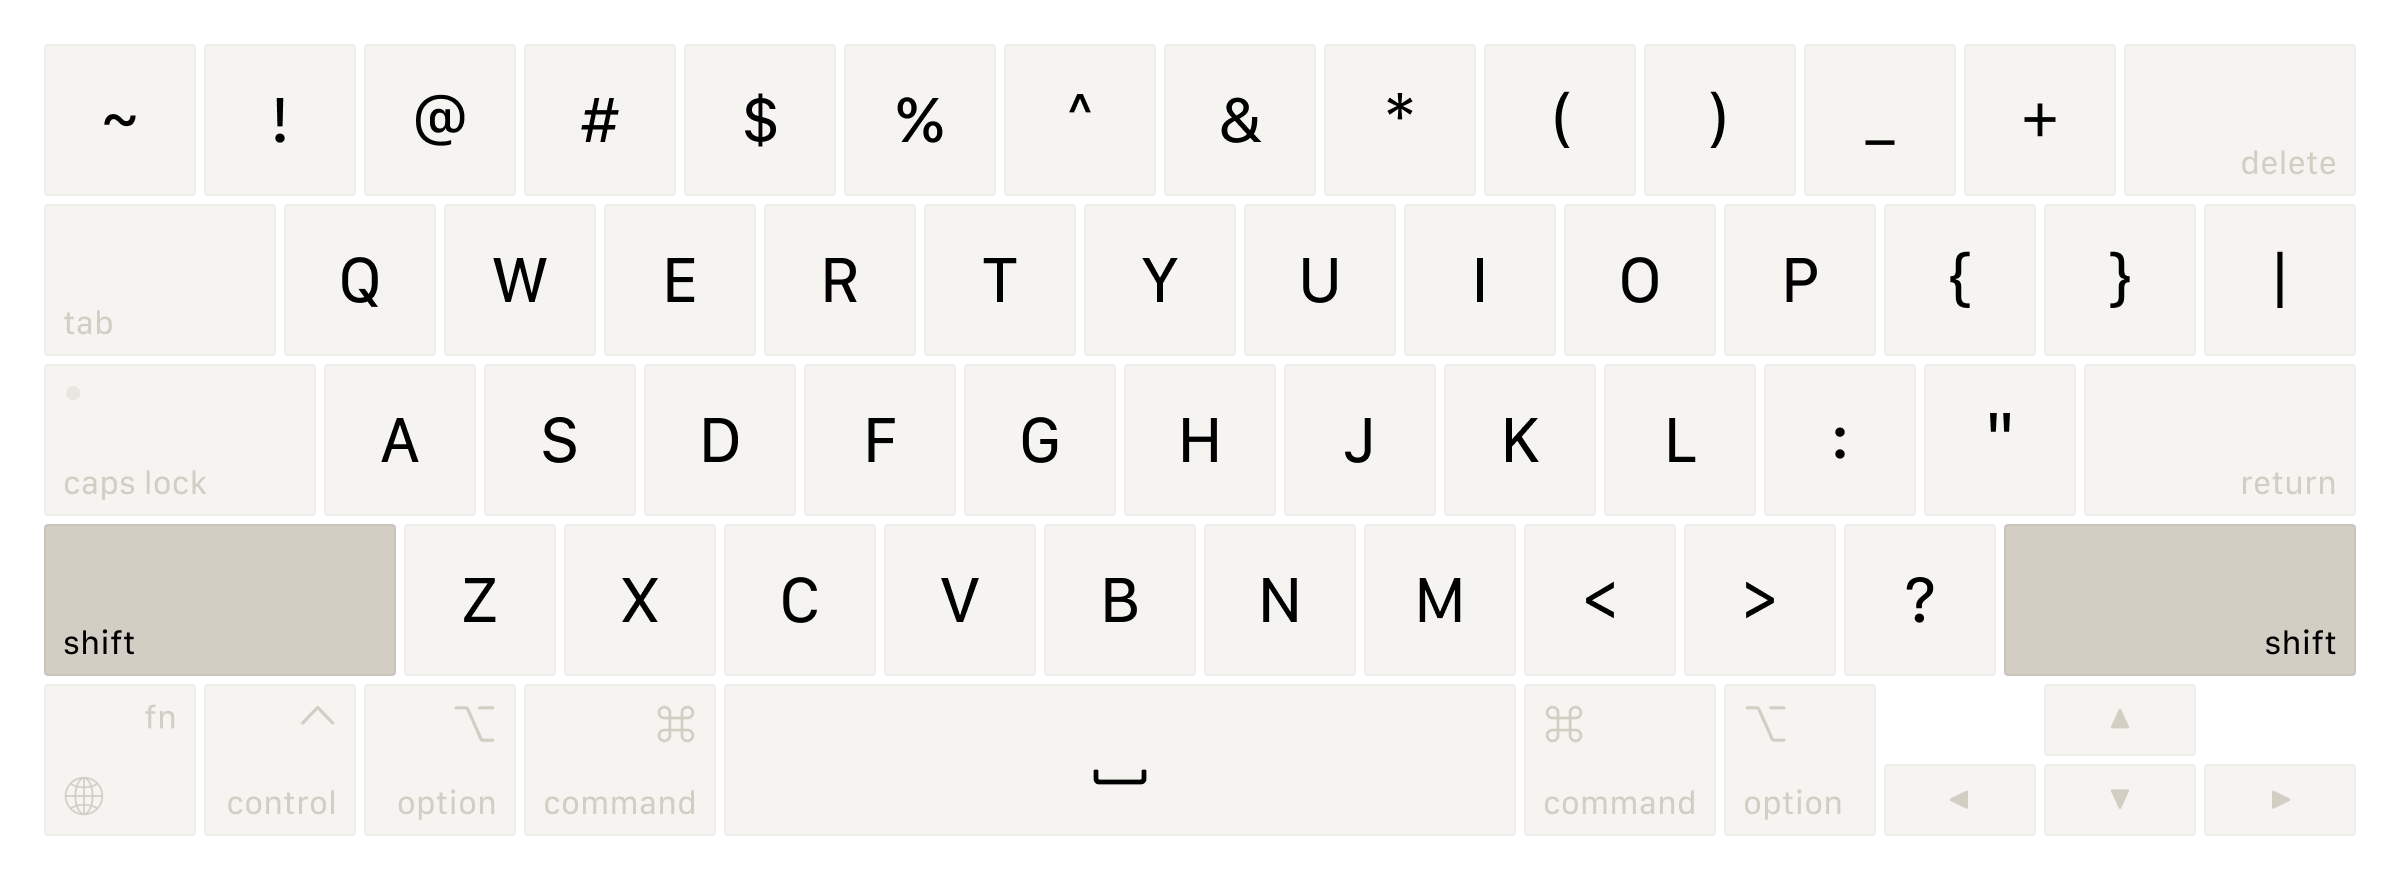 ~ ! @ # $ % ^ & * ( ) _ + delete
tab Q W E R T Y U I O P { } |
caps lock A S D F G H J K L : " return
shift Z X C V B N M < > ? shift
fn ⌃ ⌥ ⌘ ⌘ ⌥ ▲
control option command ⎵ command option ◀ ▼ ▶